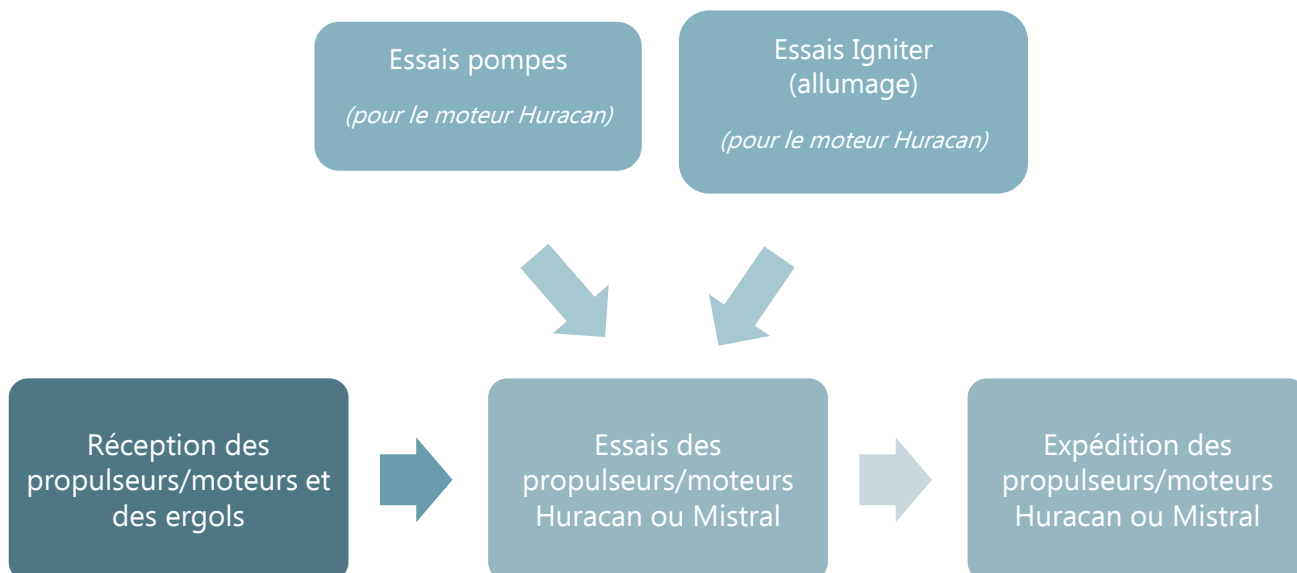 Essais pompes
(pour le moteur Huracan)
Essais Igniter
(allumage)
(pour le moteur Huracan)
Réception des
propulseurs/moteurs et
des ergols
Essais des
propulseurs/moteurs
Huracan ou Mistral
Expédition des
propulseurs/moteurs
Huracan ou Mistral